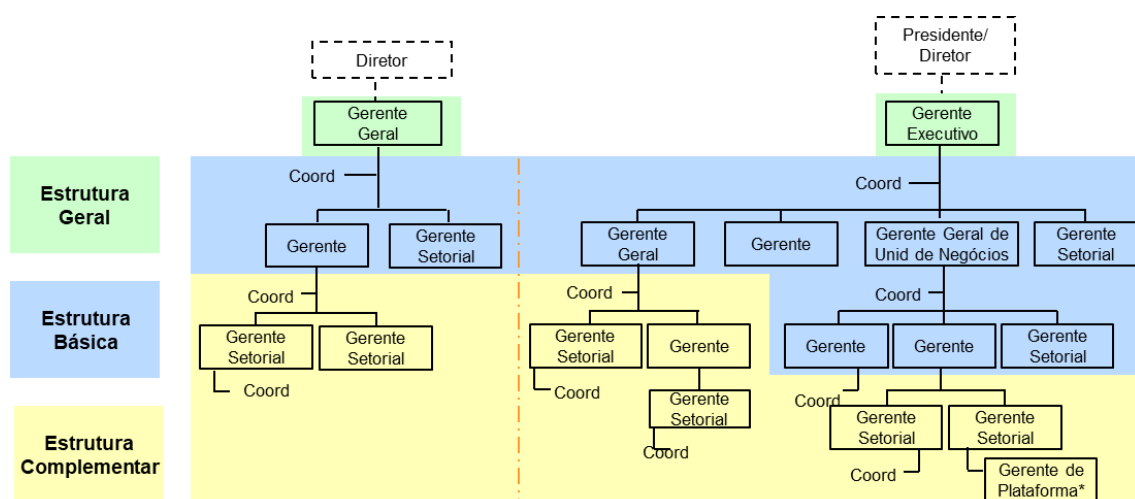 Diretor
Presidente/
Diretor
Gerente
Geral
Gerente
Executivo
Estrutura
Geral
Coord
Coord
Gerente
Gerente
Setorial
Gerente
Geral
Gerente
Gerente Geral de
Unid de Negócios
Gerente
Setorial
Estrutura
Básica
Coord
Coord
Coord
Gerente
Setorial
Gerente
Setorial
Gerente
Setorial
Gerente
Gerente
Gerente
Gerente
Setorial
Coord
Coord
Coord
Gerente
Setorial
Gerente
Setorial
Gerente
Setorial
Estrutura
Complementar
Coord
Coord
Gerente de
Plataforma*